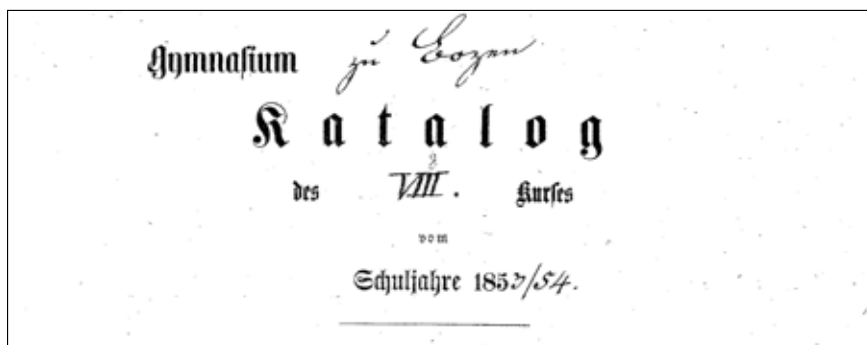 Gymnasium zu Bozen
Katalog
des VIII. Kurses
vom
Schuljahre 1853/54.